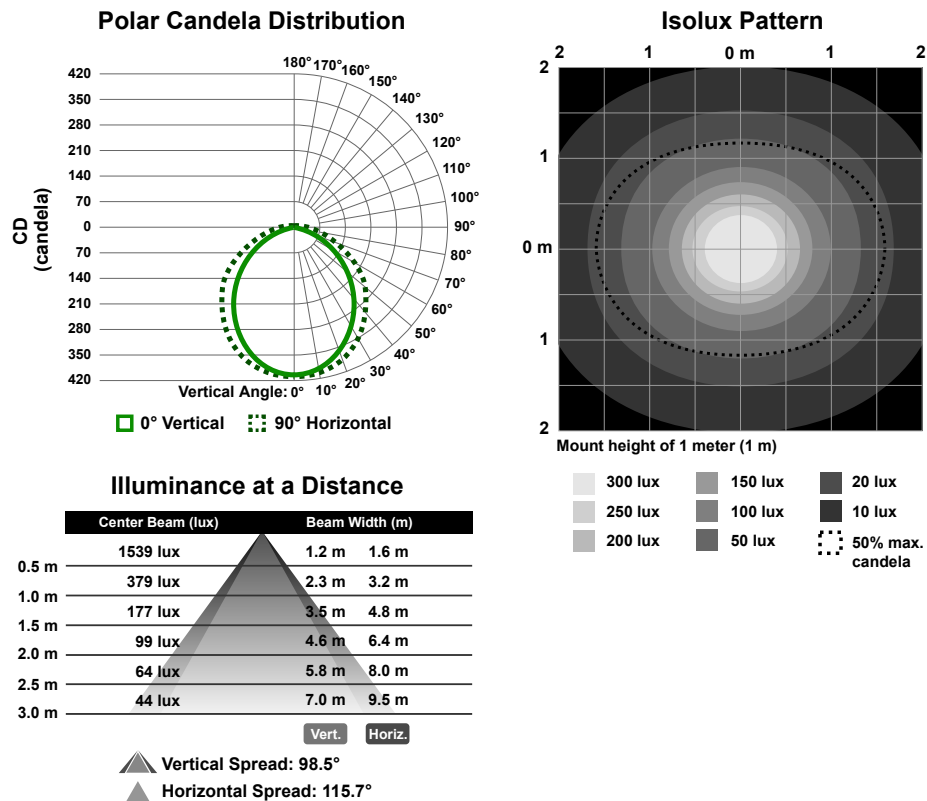 Polar Candela Distribution
420
350
280
210
140
70
0
70
140
210
280
350
420
CD
(candela)
180°
170°
160°
150°
140°
130°
120°
110°
100°
90°
80°
70°
60°
50°
40°
30°
20°
10°
Vertical Angle: 0°
0° Vertical
90° Horizontal
Isolux Pattern
2 1 0 m 1 2
2
1
0 m
1
2
Mount height of 1 meter (1 m)
300 lux
250 lux
200 lux
150 lux
100 lux
50 lux
20 lux
10 lux
50% max.
candela
Illuminance at a Distance
Center Beam (lux) Beam Width (m)
1539 lux 1.2 m 1.6 m
0.5 m
379 lux 2.3 m 3.2 m
1.0 m
177 lux 3.5 m 4.8 m
1.5 m
99 lux 4.6 m 6.4 m
2.0 m
64 lux 5.8 m 8.0 m
2.5 m
44 lux 7.0 m 9.5 m
3.0 m
Vert. Horiz.
Vertical Spread: 98.5°
Horizontal Spread: 115.7°